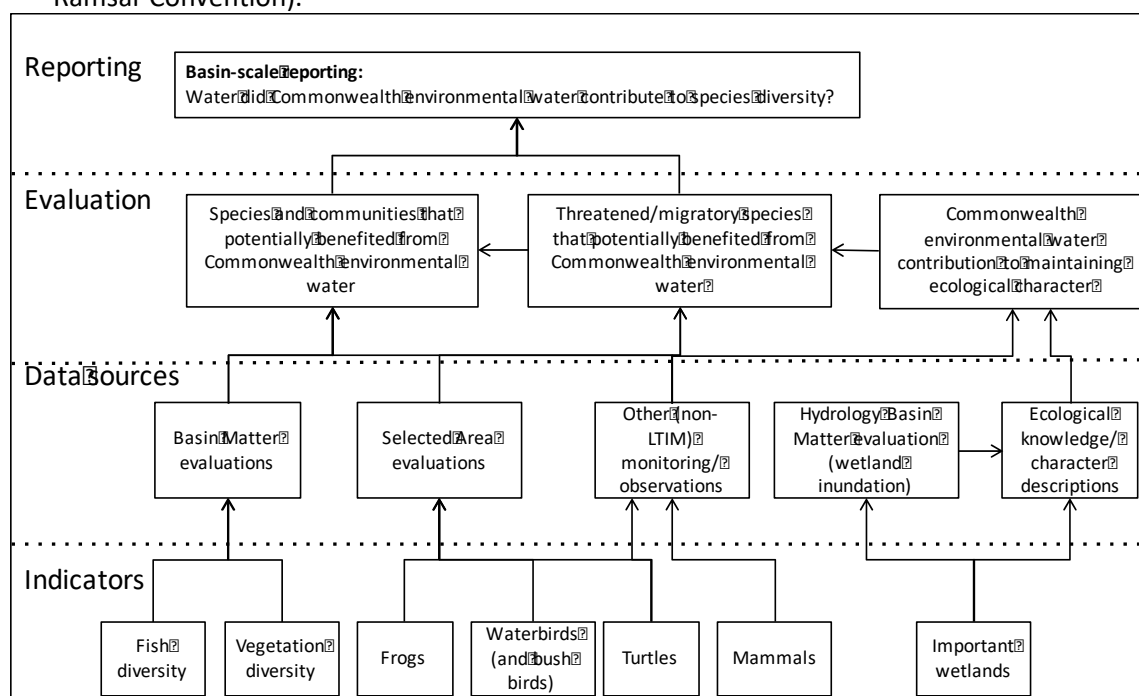 Ramsar Convention).
Reporting
Basin-scale reporting:
Water did Commonwealth environmental water contribute to species diversity?
Evaluation
Species and communities that
potentially benefited from
Commonwealth environmental
water
Threatened/migratory species
that potentially benefited from
Commonwealth environmental
water
Commonwealth
environmental water
contribution to maintaining
ecological character
Data sources
Basin Matter
evaluations
Selected Area
evaluations
Other (non-
LTIM)
monitoring/
observations
Hydrology Basin
Matter evaluation
(wetland
inundation)
Ecological
knowledge/
character
descriptions
Indicators
Fish
diversity
Vegetation
diversity
Frogs
Waterbirds
(and bush
birds)
Turtles
Mammals
Important
wetlands